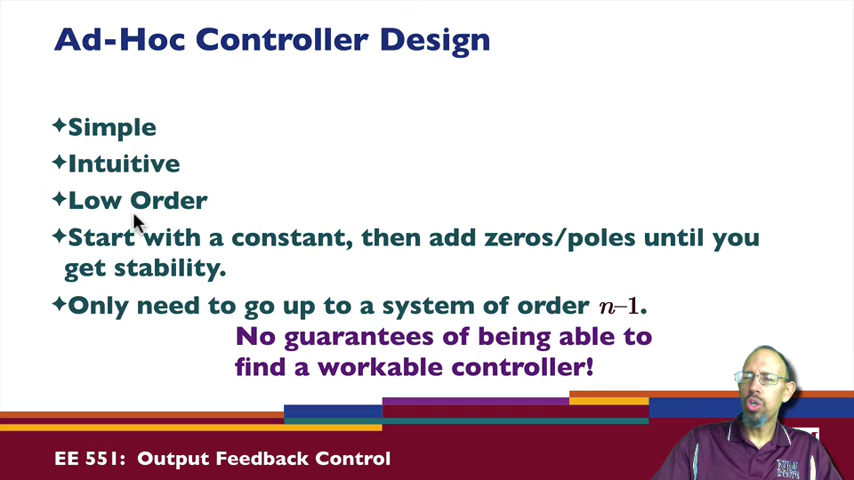 Ad-Hoc Controller Design
✦Simple
✦Intuitive
✦Low Order
✦Start with a constant, then add zeros/poles until you
get stability.
✦Only need to go up to a system of order n–1.
No guarantees of being able to
find a workable controller!
EE 551: Output Feedback Control